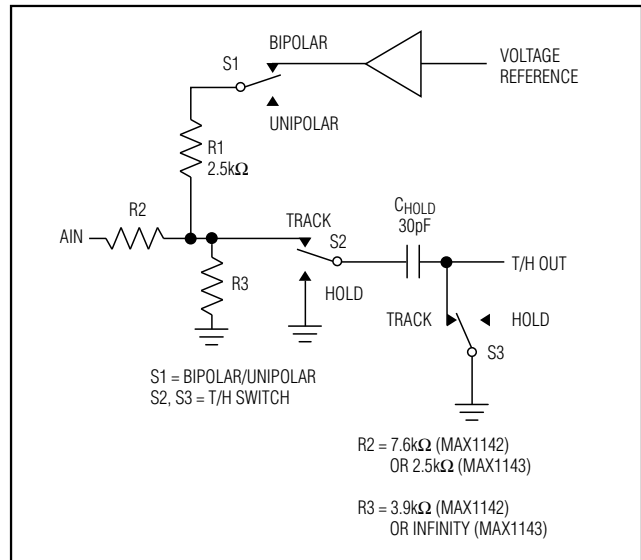 BIPOLAR
VOLTAGE
REFERENCE
S1
UNIPOLAR
R1
2.5kΩ
R2
TRACK
CHOLD
30pF
AIN
S2
T/H OUT
R3
HOLD
TRACK
HOLD
S3
S1 = BIPOLAR/UNIPOLAR
S2, S3 = T/H SWITCH
R2 = 7.6kΩ (MAX1142)
OR 2.5kΩ (MAX1143)
R3 = 3.9kΩ (MAX1142)
OR INFINITY (MAX1143)